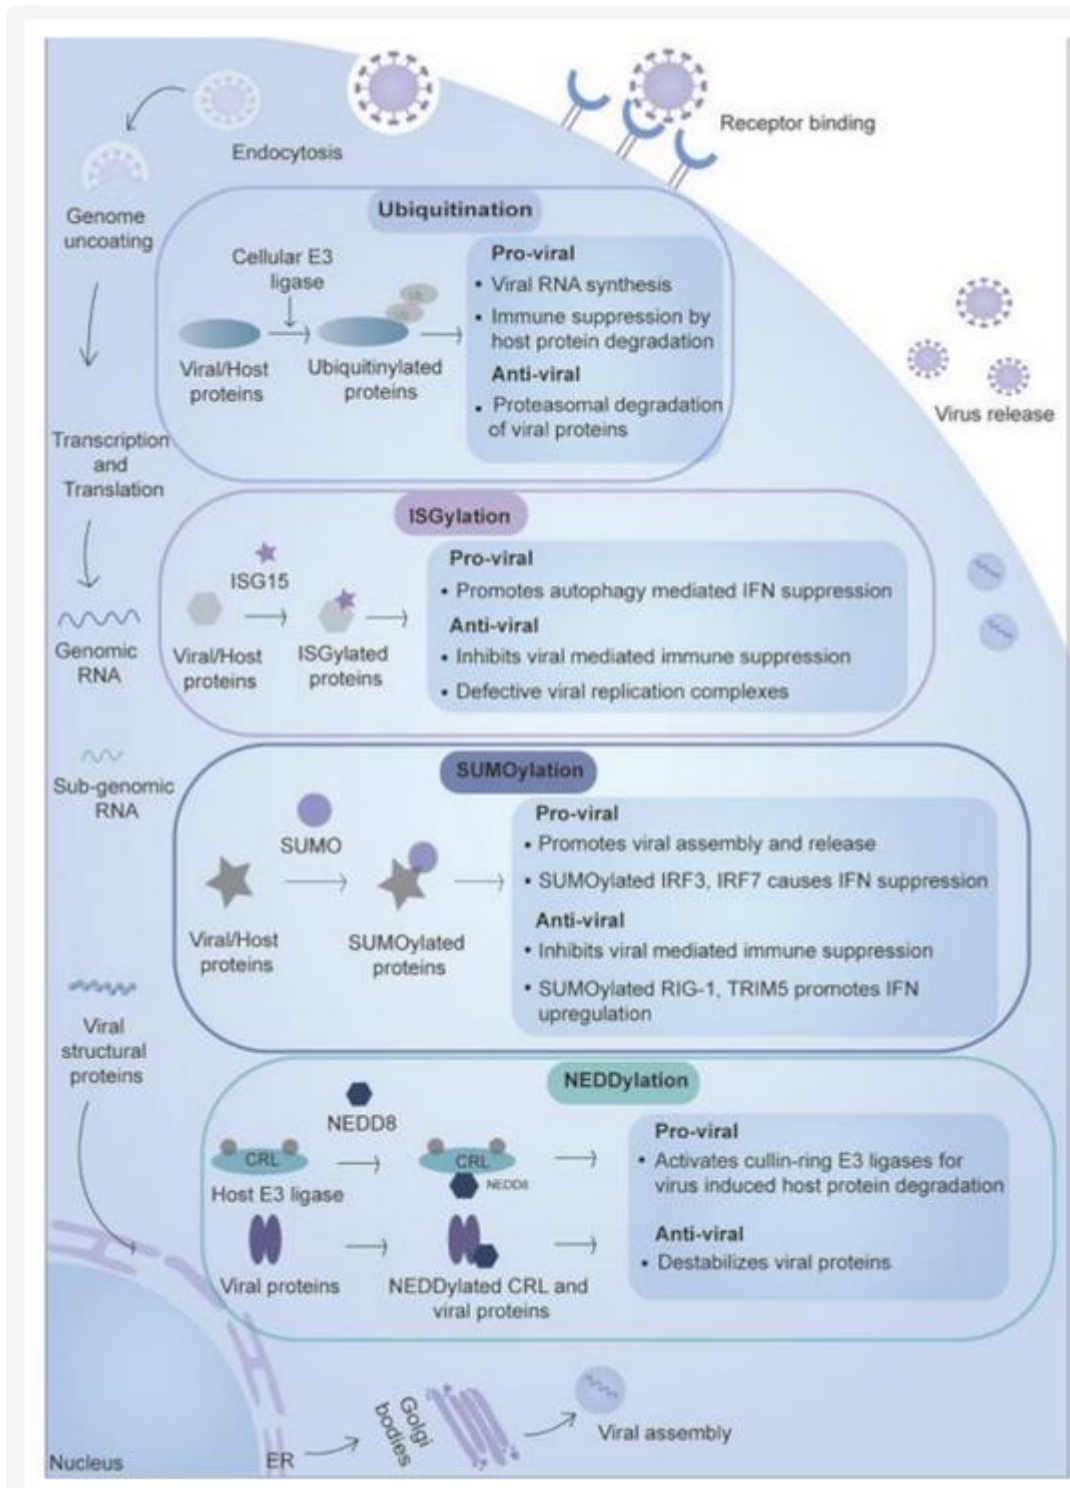 Receptor binding
Endocytosis
Genome
uncoating
Ubiquitination
Cellular E3
ligase
Viral/Host
proteins
Ubiquitinylated
proteins
Pro-viral
• Viral RNA synthesis
• Immune suppression by
host protein degradation
Anti-viral
• Proteasomal degradation
of viral proteins
Virus release
Transcription
and
Translation
ISGylation
ISG15
Viral/Host
proteins
ISGylated
proteins
Pro-viral
• Promotes autophagy mediated IFN suppression
Anti-viral
• Inhibits viral mediated immune suppression
• Defective viral replication complexes
Genomic
RNA
Sub-genomic
RNA
SUMOylation
SUMO
Viral/Host
proteins
SUMOylated
proteins
Pro-viral
• Promotes viral assembly and release
• SUMOylated IRF3, IRF7 causes IFN suppression
Anti-viral
• Inhibits viral mediated immune suppression
• SUMOylated RIG-1, TRIM5 promotes IFN
upregulation
Viral
structural
proteins
NEDDylation
NEDD8
CRL
Host E3 ligase
CRL
NEDD8
Viral proteins
NEDDylated CRL and
viral proteins
Pro-viral
• Activates cullin-ring E3 ligases for
virus induced host protein degradation
Anti-viral
• Destabilizes viral proteins
Nucleus
ER
Golgi
bodies
Viral assembly